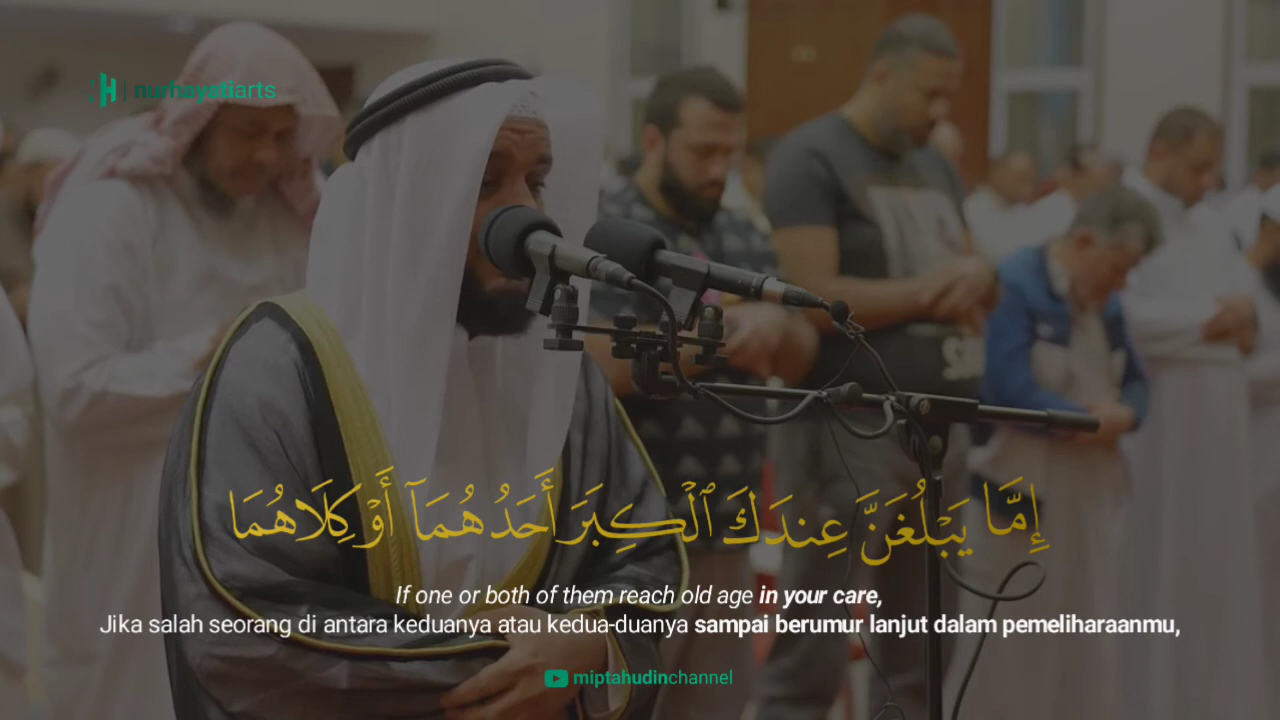 H | nurhayatiarts
إِمَّا يَبْلُغَنَّ عِندَكَ ٱلْكِبَرَ أَحَدُهُمَآ أَوْ كِلَاهُمَا
If one or both of them reach old age in your care,
Jika salah seorang di antara keduanya atau kedua-duanya sampai berumur lanjut dalam pemeliharaanmu,
miptahudinchannel